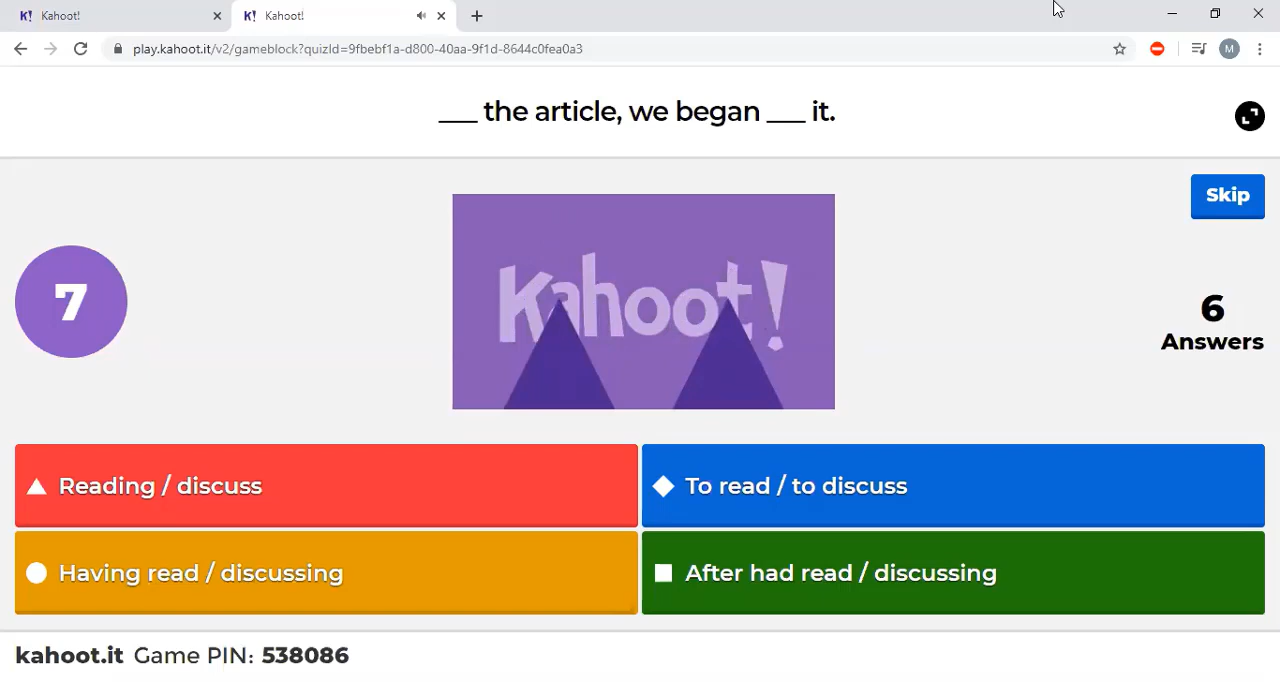 Kahoot!
Kahoot!
play.kahoot.it/v2/gameblock?quizId=9fbebf1a-d800-40aa-9f1d-8644c0fea0a3
M
___ the article, we began ___ it.
Skip
7
Kahoot!
6
Answers
Reading / discuss
To read / to discuss
Having read / discussing
After had read / discussing
kahoot.it Game PIN: 538086